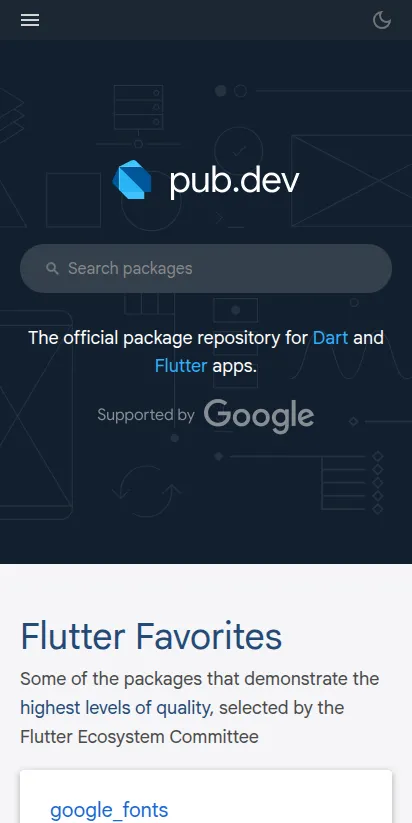 pub.dev
Search packages
The official package repository for Dart and
Flutter apps.
Supported by Google
Flutter Favorites
Some of the packages that demonstrate the
highest levels of quality, selected by the
Flutter Ecosystem Committee
google_fonts